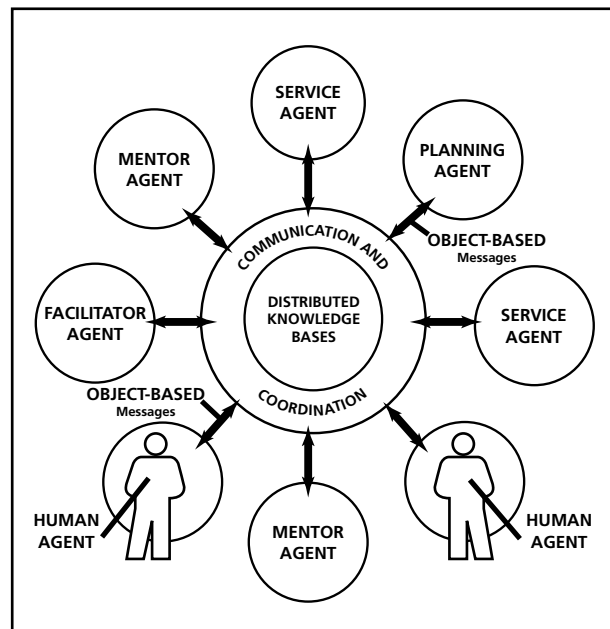 SERVICE
AGENT
MENTOR
AGENT
PLANNING
AGENT
COMMUNICATION AND
OBJECT-BASED
Messages
DISTRIBUTED
KNOWLEDGE
BASES
FACILITATOR
AGENT
SERVICE
AGENT
COORDINATION
OBJECT-BASED
Messages
HUMAN
AGENT
MENTOR
AGENT
HUMAN
AGENT